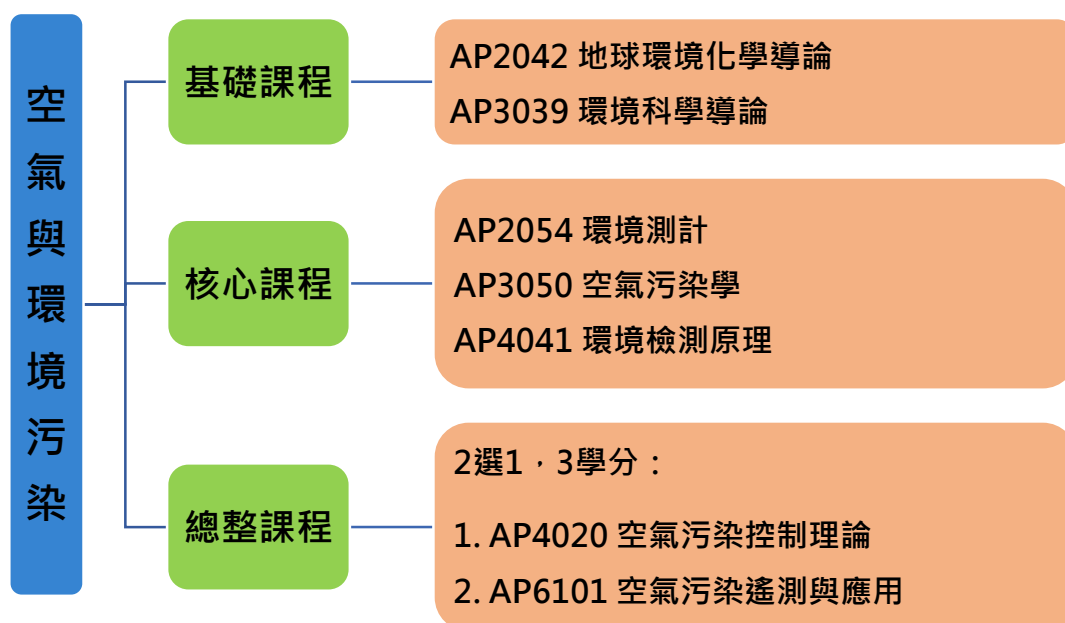 空氣與環境污染
基礎課程
AP2042 地球環境化學導論
AP3039 環境科學導論
核心課程
AP2054 環境測計
AP3050 空氣污染學
AP4041 環境檢測原理
總整課程
2選1，3學分：
1. AP4020 空氣污染控制理論
2. AP6101 空氣污染遙測與應用